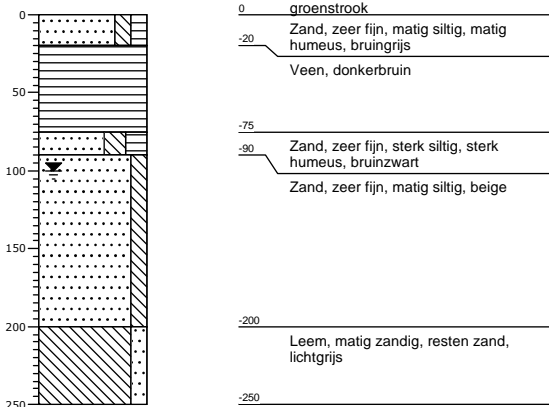 0
50
100
150
200
250
0
groenstrook
Zand, zeer fijn, matig siltig, matig
humeus, bruingrijs
-20
Veen, donkerbruin
-75
Zand, zeer fijn, sterk siltig, sterk
humeus, bruinzwart
-90
Zand, zeer fijn, matig siltig, beige
-200
Leem, matig zandig, resten zand,
lichtgrijs
-250